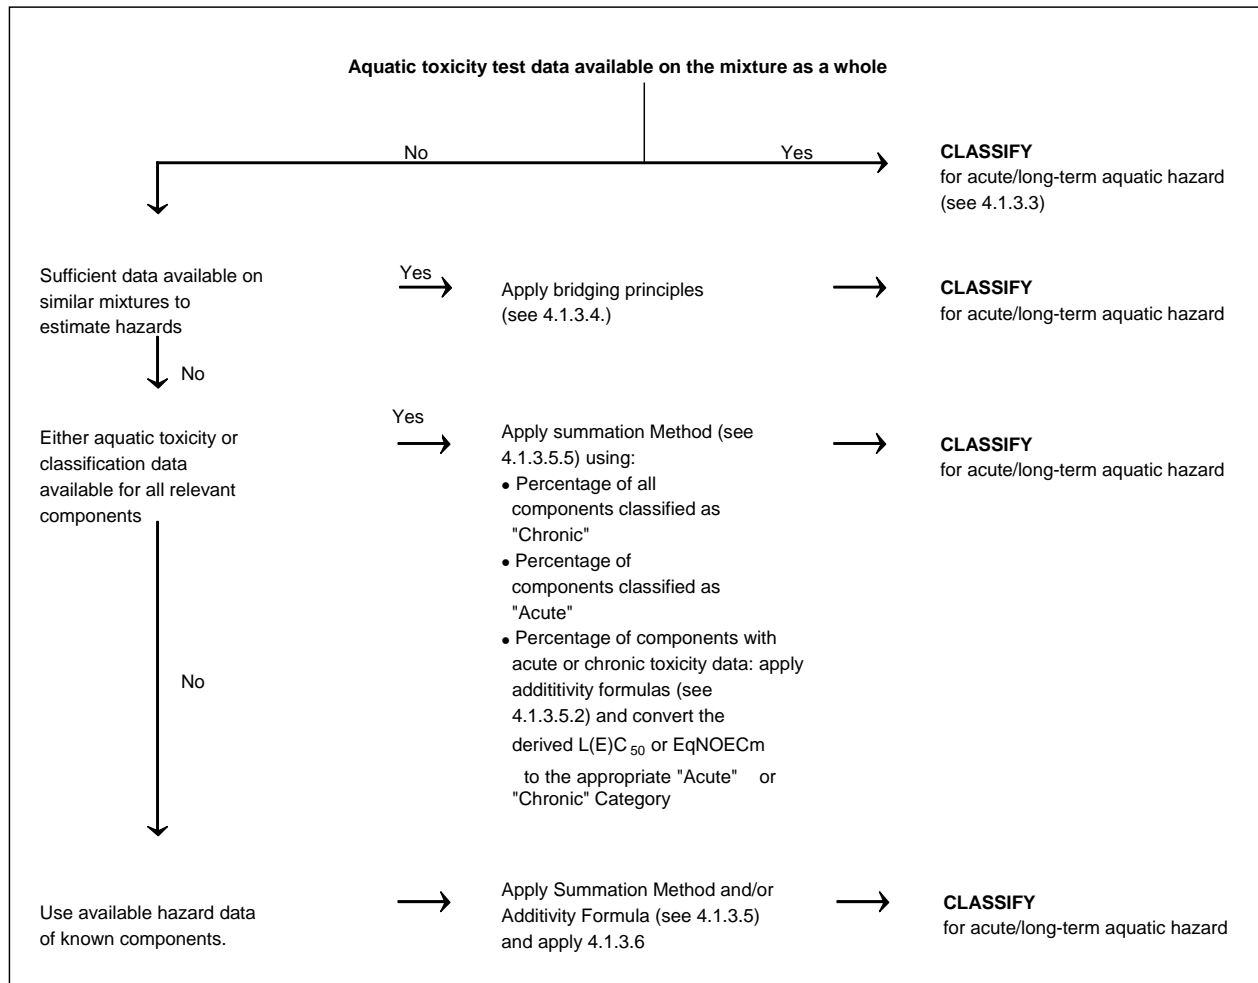 Aquatic toxicity test data available on the mixture as a whole
No
Yes
CLASSIFY
for acute/long-term aquatic hazard
(see 4.1.3.3)
Sufficient data available on
similar mixtures to
estimate hazards
Yes
Apply bridging principles
(see 4.1.3.4.)
CLASSIFY
for acute/long-term aquatic hazard
No
Either aquatic toxicity or
classification data
available for all relevant
components
Yes
Apply summation Method (see
4.1.3.5.5) using:
• Percentage of all
components classified as
"Chronic"
• Percentage of
components classified as
"Acute"
• Percentage of components with
acute or chronic toxicity data: apply
addititivity formulas (see
4.1.3.5.2) and convert the
derived L(E)C 50 or EqNOECm
to the appropriate "Acute" or
"Chronic" Category
CLASSIFY
for acute/long-term aquatic hazard
No
Use available hazard data
of known components.
Apply Summation Method and/or
Additivity Formula (see 4.1.3.5)
and apply 4.1.3.6
CLASSIFY
for acute/long-term aquatic hazard